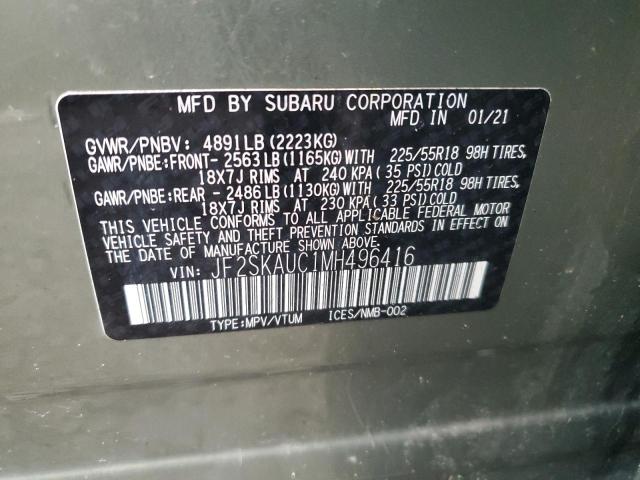 MFD BY SUBARU CORPORATION
MFD IN 01/21
GVWR/PNBV: 4891LB(2223KG)
GAWR/PNBE:FRONT- 2563LB(1165KG)WITH 225/55R18 98H TIRES,
18X7J RIMS AT 240 KPA(35 PSI)COLD
GAWR/PNBE:REAR - 2486LB(1130KG)WITH 225/55R18 98H TIRES,
18X7J RIMS AT 230 KPA(33 PSI)COLD
THIS VEHICLE CONFORMS TO ALL APPLICABLE FEDERAL MOTOR
VEHICLE SAFETY AND THEFT PREVENTION STANDARDS IN EFFECT ON
THE DATE OF MANUFACTURE SHOWN ABOVE.
VIN: JF2SKAUC1MH496416
TYPE:MPV/VTUM ICES/NMB-002